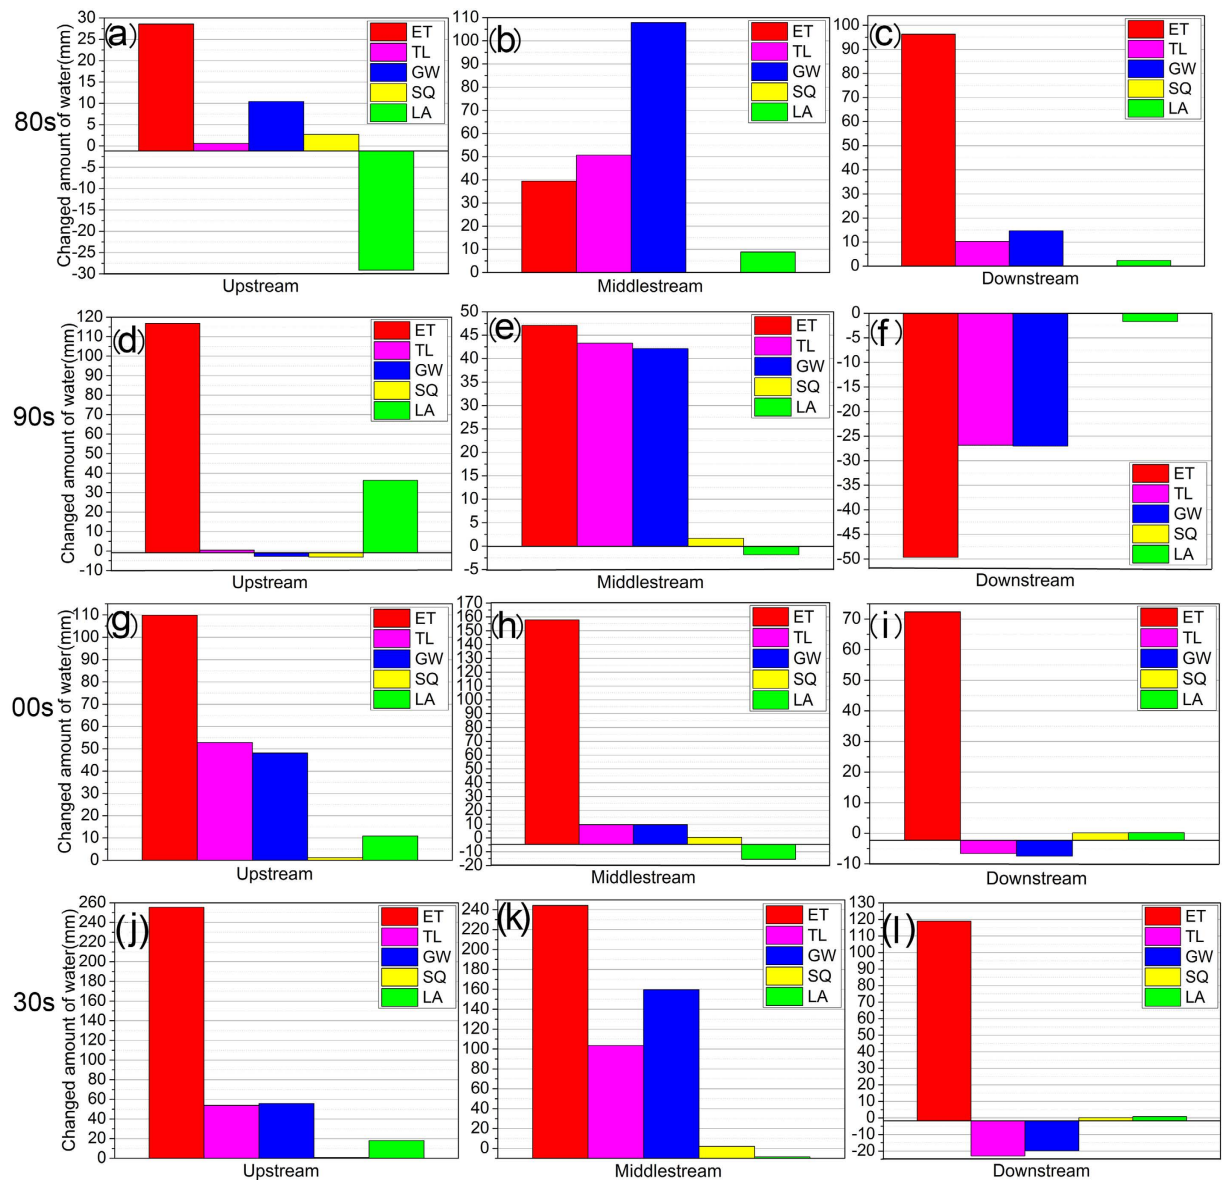 80s
Changed amount of water(mm)
(a)
30
25
20
15
10
5
0
-5
-10
-15
-20
-25
-30
ET
TL
GW
SQ
LA
Upstream
(b)
110
100
90
80
70
60
50
40
30
20
10
0
ET
TL
GW
SQ
LA
Middlestream
(c)
100
90
80
70
60
50
40
30
20
10
0
ET
TL
GW
SQ
LA
Downstream
90s
Changed amount of water(mm)
(d)
120
110
100
90
80
70
60
50
40
30
20
10
0
-10
ET
TL
GW
SQ
LA
Upstream
(e)
50
45
40
35
30
25
20
15
10
5
0
-5
ET
TL
GW
SQ
LA
Middlestream
(f)
0
-5
-10
-15
-20
-25
-30
-35
-40
-45
-50
ET
TL
GW
SQ
LA
Downstream
00s
Changed amount of water(mm)
(g)
110
100
90
80
70
60
50
40
30
20
10
0
ET
TL
GW
SQ
LA
Upstream
(h)
170
160
150
140
130
120
110
100
90
80
70
60
50
40
30
20
10
0
-10
-20
ET
TL
GW
SQ
LA
Middlestream
(i)
70
60
50
40
30
20
10
0
-10
ET
TL
GW
SQ
LA
Downstream
30s
Changed amount of water(mm)
(j)
260
240
220
200
180
160
140
120
100
80
60
40
20
0
ET
TL
GW
SQ
LA
Upstream
(k)
240
220
200
240
160
140
120
100
80
60
40
20
0
ET
TL
GW
SQ
LA
Middlestream
(l)
130
120
110
100
90
80
70
60
50
40
30
20
10
0
-10
-20
ET
TL
GW
SQ
LA
Downstream